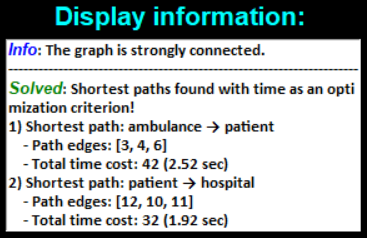 Display information:
Info: The graph is strongly connected.
--------------------------------------------------------------------
Solved: Shortest paths found with time as an opti
mization criterion!
1) Shortest path: ambulance → patient
- Path edges: [3, 4, 6]
- Total time cost: 42 (2.52 sec)
2) Shortest path: patient → hospital
- Path edges: [12, 10, 11]
- Total time cost: 32 (1.92 sec)